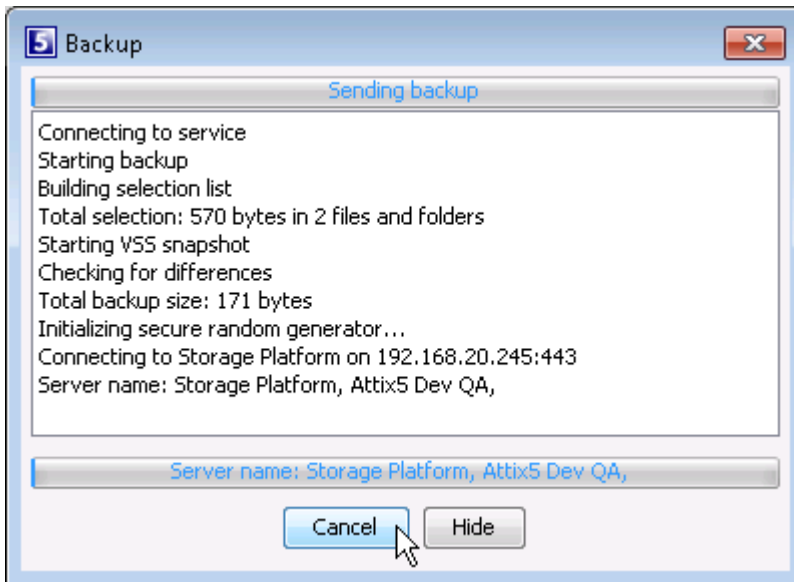 5 Backup
Sending backup
Connecting to service
Starting backup
Building selection list
Total selection: 570 bytes in 2 files and folders
Starting VSS snapshot
Checking for differences
Total backup size: 171 bytes
Initializing secure random generator...
Connecting to Storage Platform on 192.168.20.245:443
Server name: Storage Platform, Attix5 Dev QA,
Server name: Storage Platform, Attix5 Dev QA,
Cancel Hide